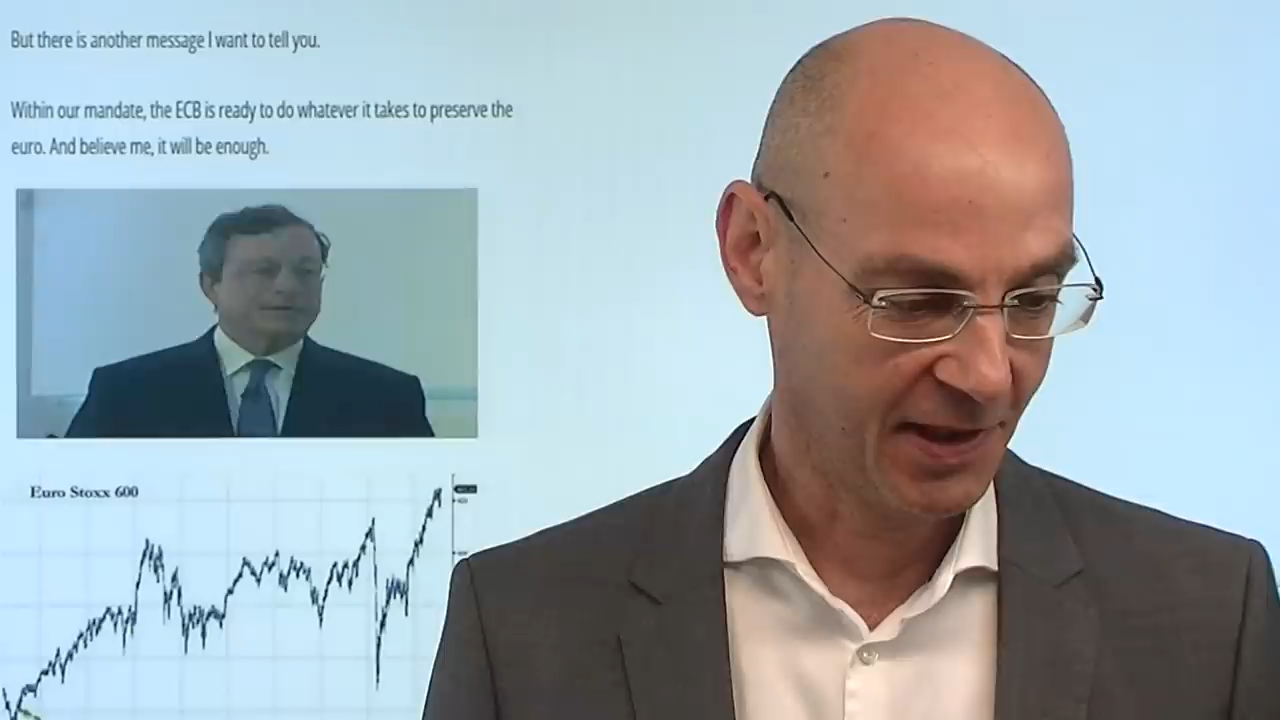 But there is another message I want to tell you.
Within our mandate, the ECB is ready to do whatever it takes to preserve the
euro. And believe me, it will be enough.
Euro Stoxx 600